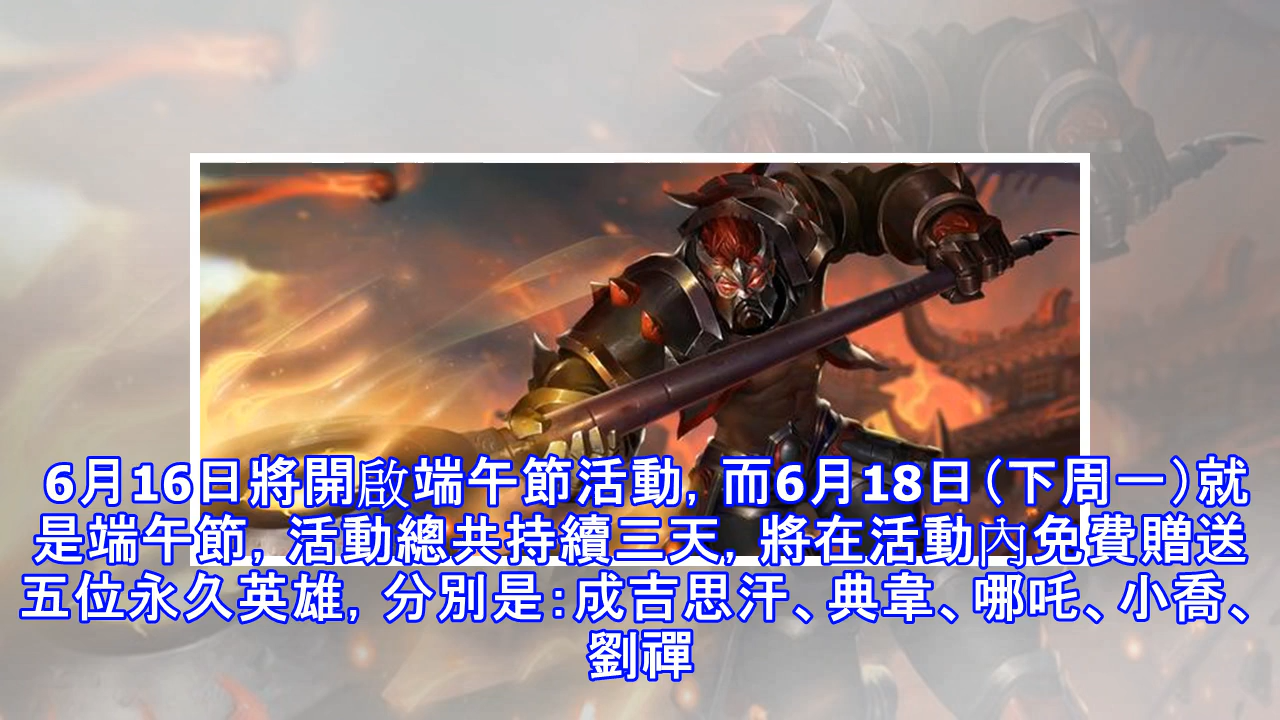 6月16日將開啟端午節活動，而6月18日（下周一）就
是端午節，活動總共持續三天，將在活動內免費贈送
五位永久英雄，分別是：成吉思汗、典韋、哪吒、小喬、
劉禪